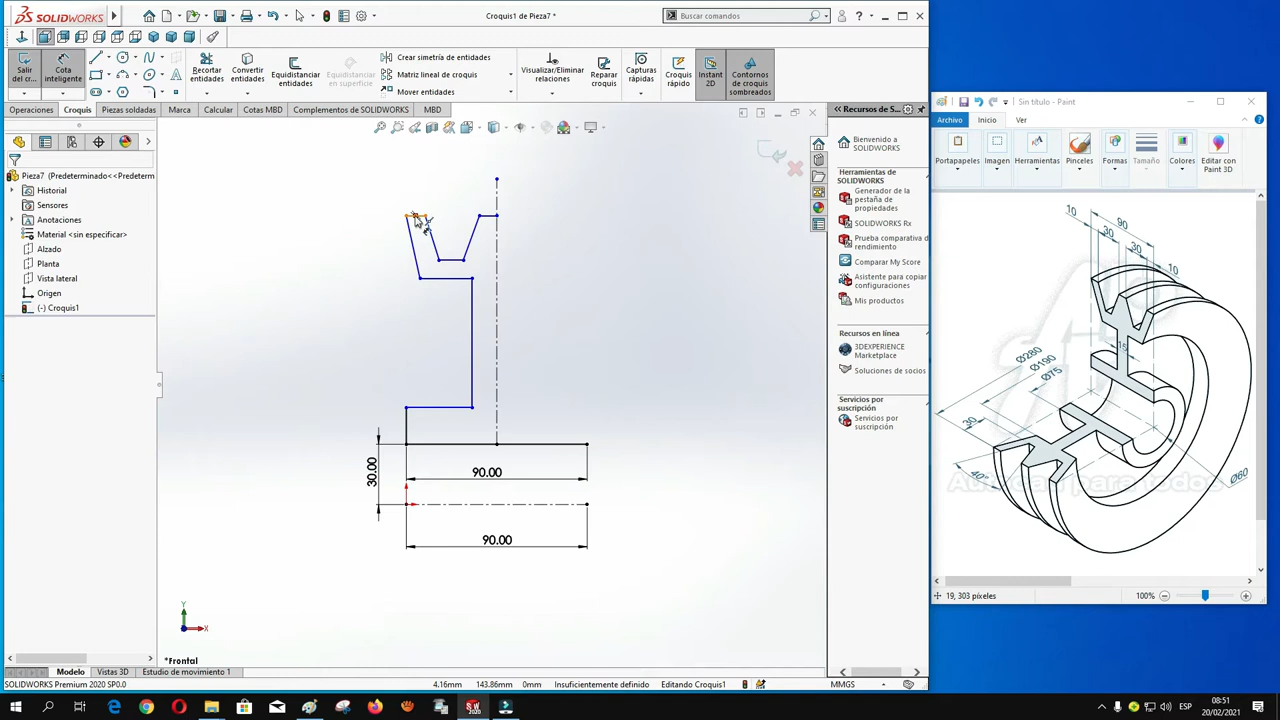 SOLIDWORKS
Croquis1 de Pieza7 *
Buscar comandos
Salir del cr...
Cota inteligente
Recortar entidades
Convertir entidades
Equidistanciar entidades
Equidistanciar en superficie
Crear simetría de entidades
Matriz lineal de croquis
Mover entidades
Visualizar/Eliminar relaciones
Reparar croquis
Capturas rápidas
Croquis rápido
Instant 2D
Contornos de croquis sombreados
Operaciones
Croquis
Piezas soldadas
Marca
Calcular
Cotas MBD
Complementos de SOLIDWORKS
MBD
Pieza7 (Predeterminado<<Predeterm
Historial
Sensores
Anotaciones
Material <sin especificar>
Alzado
Planta
Vista lateral
Origen
(-) Croquis1
30.00
90.00
90.00
Y
X
*Frontal
Recursos de S...
Bienvenido a SOLIDWORKS
Herramientas de SOLIDWORKS
Generador de la pestaña de propiedades
SOLIDWORKS Rx
Prueba comparativa de rendimiento
Comparar My Score
Asistente para copiar configuraciones
Mis productos
Recursos en línea
3DEXPERIENCE Marketplace
Soluciones de socios
Servicios por suscripción
Servicios por suscripción
Modelo
Vistas 3D
Estudio de movimiento 1
SOLIDWORKS Premium 2020 SP0.0
4.16mm
143.86mm
0mm
Insuficientemente definido
Editando Croquis1
MMGS
Sin título - Paint
Archivo
Inicio
Ver
Portapapeles
Imagen
Herramientas
Pinceles
Formas
Tamaño
Colores
Editar con Paint 3D
10
90
30
30
10
15
Ø280
Ø190
Ø75
30
40°
Ø60
Autocad para todos
19, 303 píxeles
100%
ESP
08:51
20/02/2021